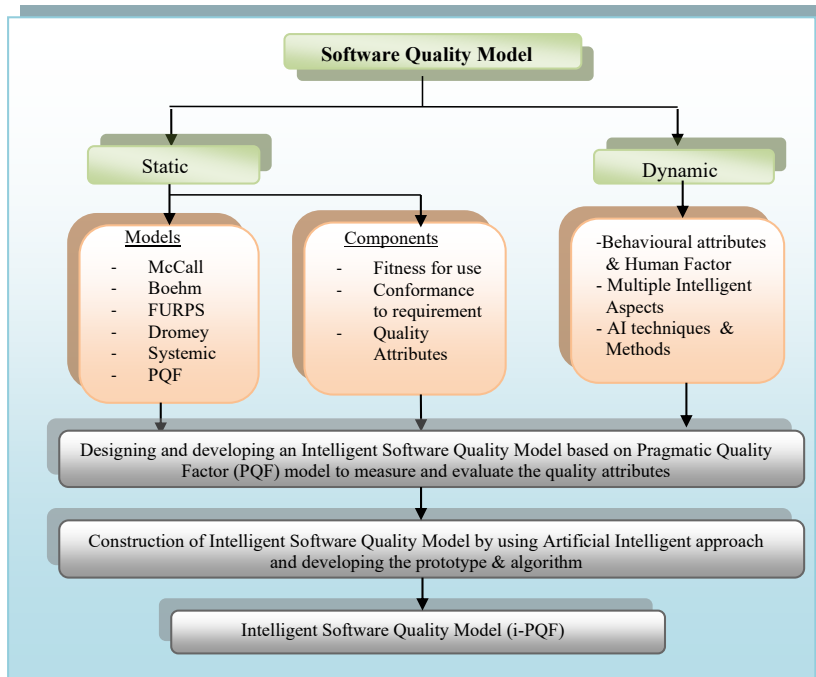 Software Quality Model
Static
Dynamic
Models
- McCall
- Boehm
- FURPS
- Dromey
- Systemic
- PQF
Components
- Fitness for use
- Conformance
to requirement
- Quality
Attributes
-Behavioural attributes
& Human Factor
- Multiple Intelligent
Aspects
- AI techniques &
Methods
Designing and developing an Intelligent Software Quality Model based on Pragmatic Quality
Factor (PQF) model to measure and evaluate the quality attributes
Construction of Intelligent Software Quality Model by using Artificial Intelligent approach
and developing the prototype & algorithm
Intelligent Software Quality Model (i-PQF)